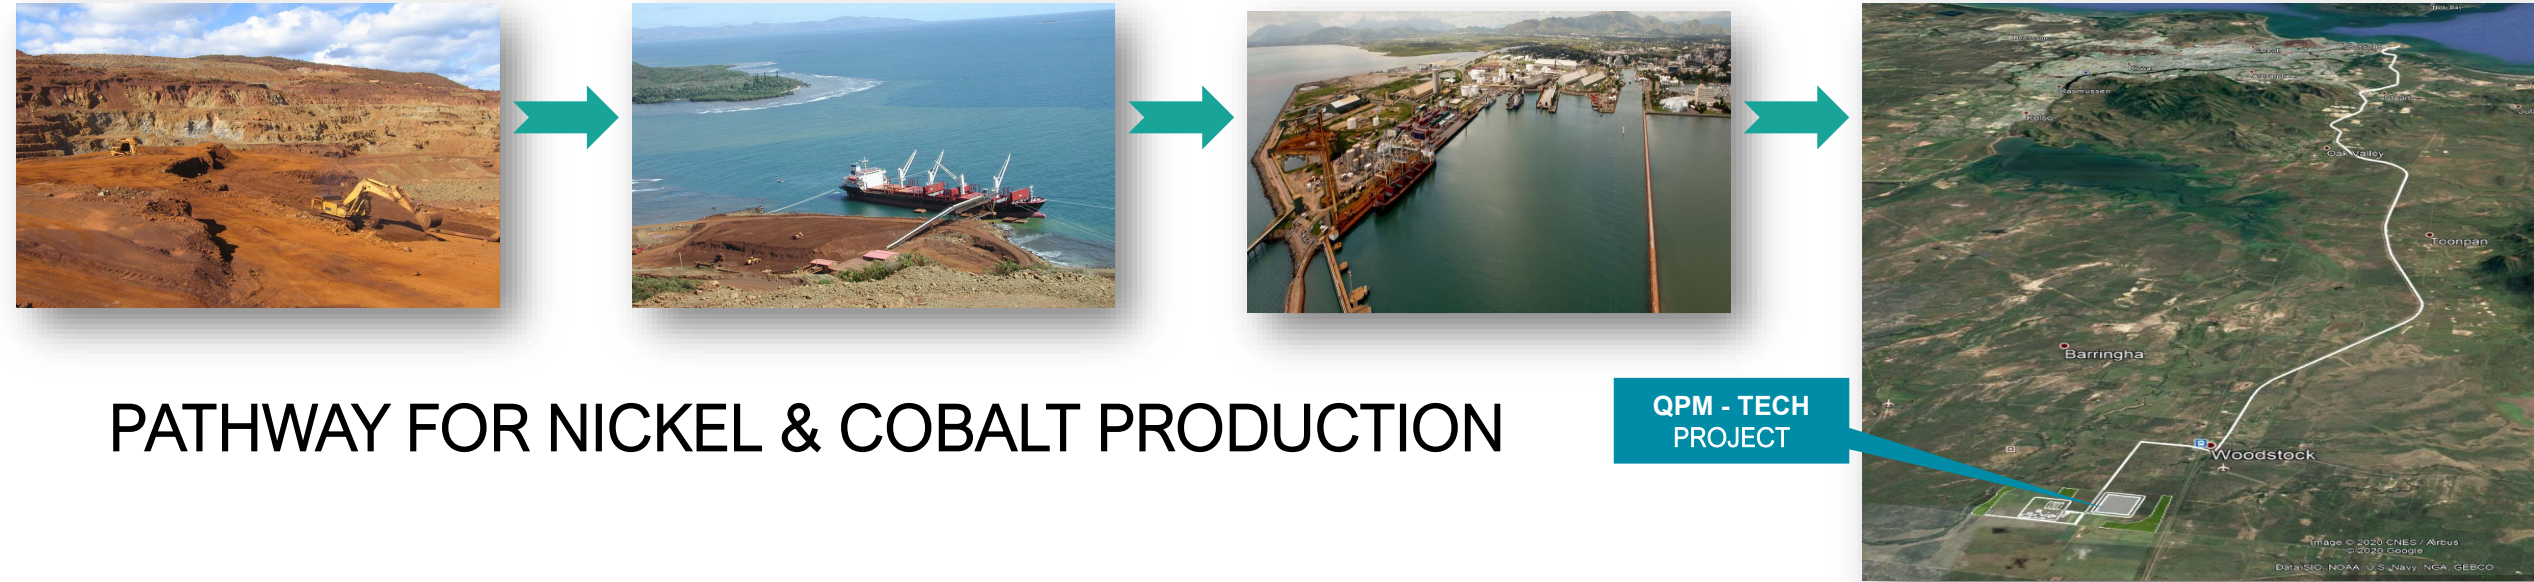 PATHWAY FOR NICKEL & COBALT PRODUCTION
QPM - TECH
PROJECT
Rasmussen
Kelso
Oak Valley
Toonpan
Barringha
Woodstock
Image © 2020 CNES / Airbus
© 2020 Google
Data SIO, NOAA, U.S. Navy, NGA, GEBCO